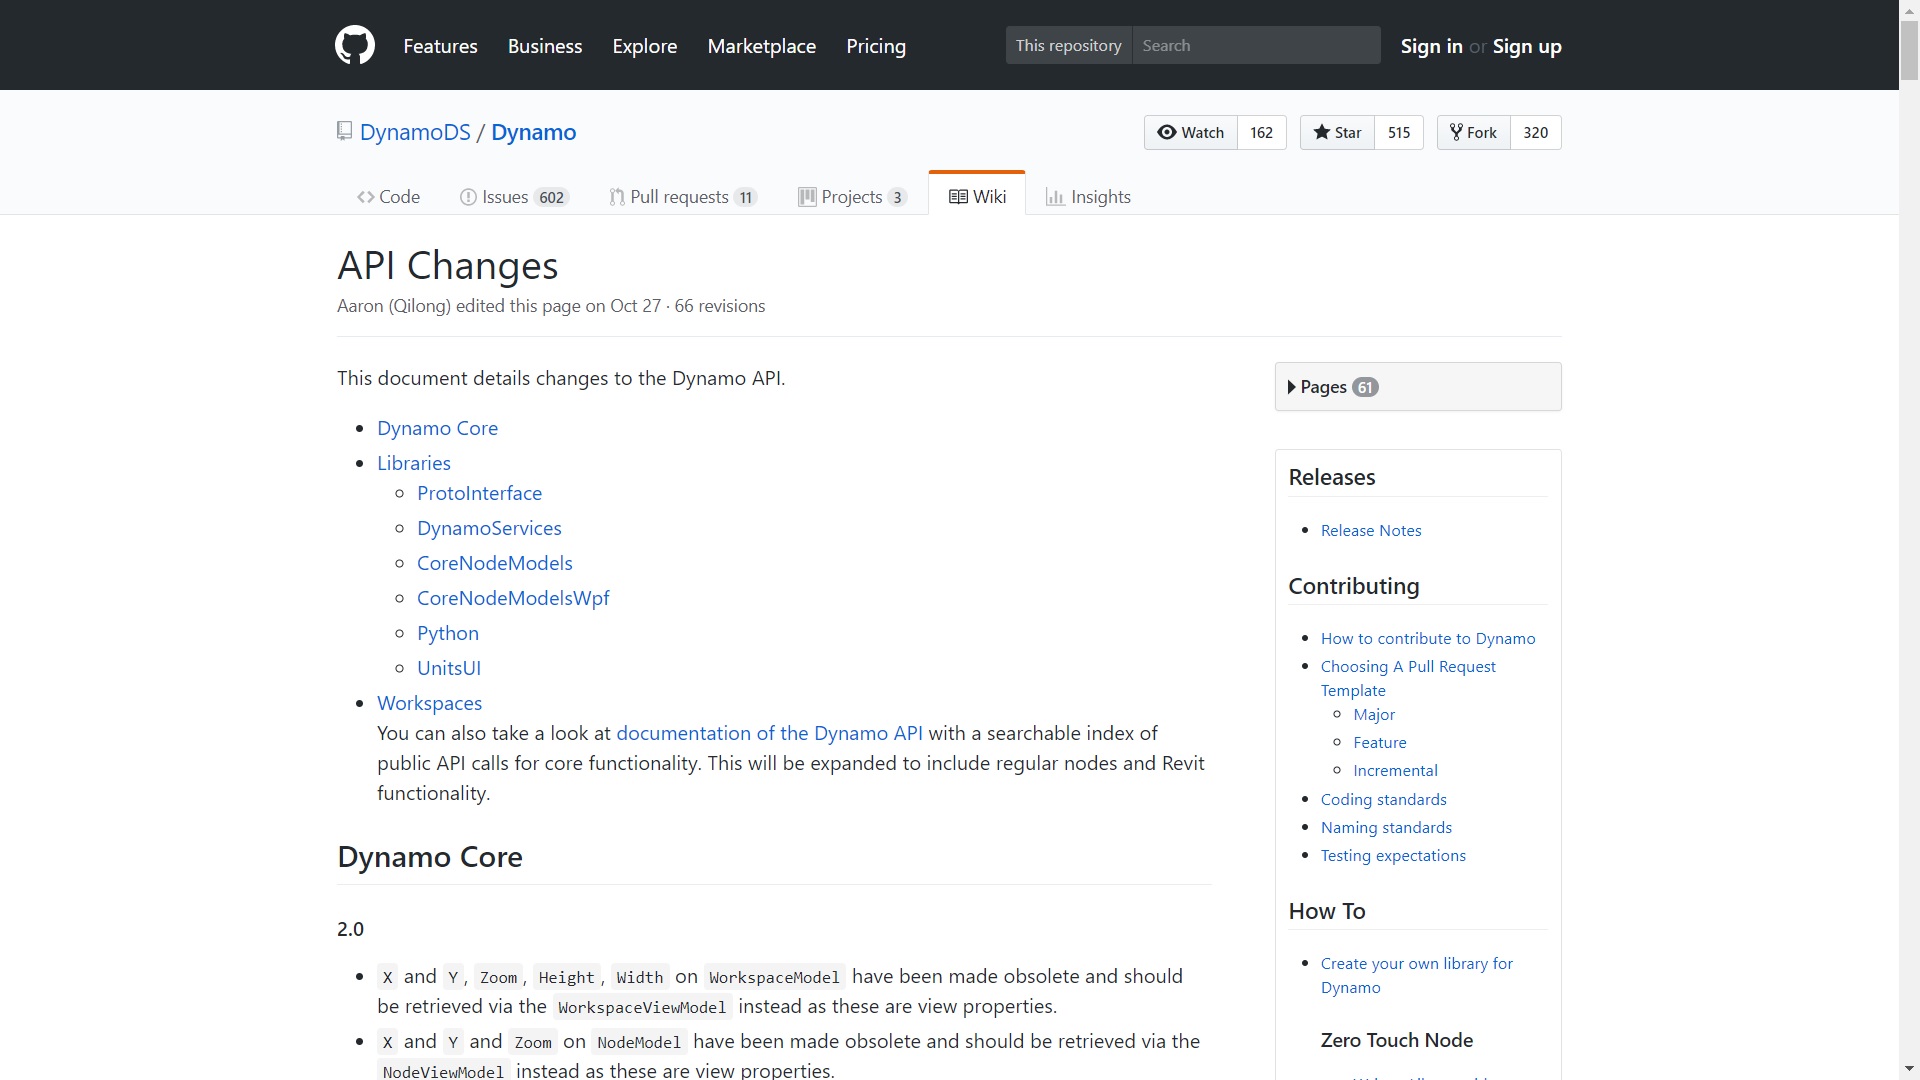 Features Business Explore Marketplace Pricing This repository Search Sign in or Sign up
DynamoDS / Dynamo Watch 162 Star 515 Fork 320
Code Issues 602 Pull requests 11 Projects 3 Wiki Insights
API Changes
Aaron (Qilong) edited this page on Oct 27 · 66 revisions
This document details changes to the Dynamo API.
Dynamo Core
Libraries
ProtoInterface
DynamoServices
CoreNodeModels
CoreNodeModelsWpf
Python
UnitsUI
Workspaces
You can also take a look at documentation of the Dynamo API with a searchable index of
public API calls for core functionality. This will be expanded to include regular nodes and Revit
functionality.
Dynamo Core
2.0
X and Y, Zoom, Height, Width on WorkspaceModel have been made obsolete and should
be retrieved via the WorkspaceViewModel instead as these are view properties.
X and Y and Zoom on NodeModel have been made obsolete and should be retrieved via the
NodeViewModel instead as these are view properties.
Pages 61
Releases
Release Notes
Contributing
How to contribute to Dynamo
Choosing A Pull Request
Template
Major
Feature
Incremental
Coding standards
Naming standards
Testing expectations
How To
Create your own library for
Dynamo
Zero Touch Node